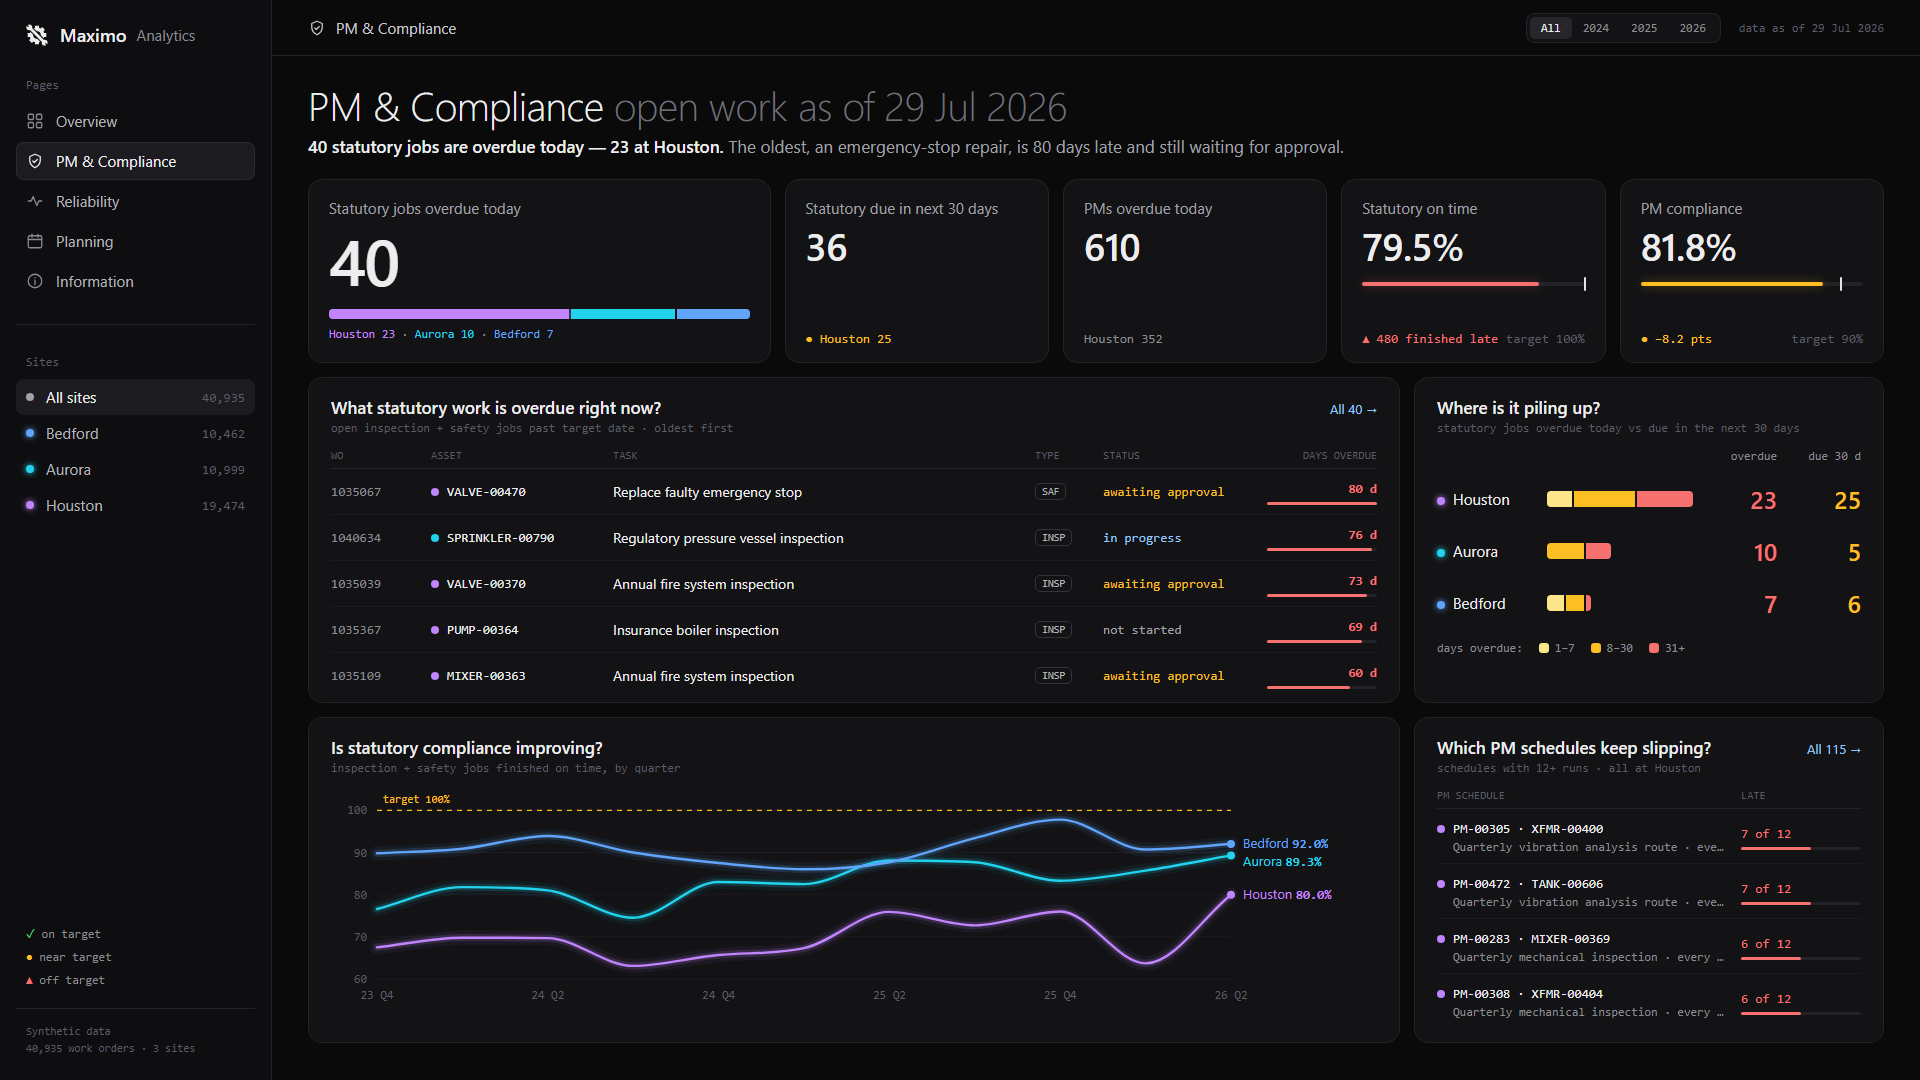 Maximo Analytics
Pages
Overview
PM & Compliance
Reliability
Planning
Information
Sites
All sites 40,935
Bedford 10,462
Aurora 10,999
Houston 19,474
✓ on target
● near target
▲ off target
Synthetic data
40,935 work orders · 3 sites
PM & Compliance
All 2024 2025 2026
data as of 29 Jul 2026
PM & Compliance open work as of 29 Jul 2026
40 statutory jobs are overdue today — 23 at Houston. The oldest, an emergency-stop repair, is 80 days late and still waiting for approval.
Statutory jobs overdue today
40
Houston 23 · Aurora 10 · Bedford 7
Statutory due in next 30 days
36
● Houston 25
PMs overdue today
610
Houston 352
Statutory on time
79.5%
▲ 480 finished late target 100%
PM compliance
81.8%
● −8.2 pts target 90%
What statutory work is overdue right now?
All 40 →
open inspection + safety jobs past target date · oldest first
WO ASSET TASK TYPE STATUS DAYS OVERDUE
1035067 VALVE-00470 Replace faulty emergency stop SAF awaiting approval 80 d
1040634 SPRINKLER-00790 Regulatory pressure vessel inspection INSP in progress 76 d
1035039 VALVE-00370 Annual fire system inspection INSP awaiting approval 73 d
1035367 PUMP-00364 Insurance boiler inspection INSP not started 69 d
1035109 MIXER-00363 Annual fire system inspection INSP awaiting approval 60 d
Where is it piling up?
statutory jobs overdue today vs due in the next 30 days
overdue due 30 d
Houston 23 25
Aurora 10 5
Bedford 7 6
days overdue: 1–7 8–30 31+
Is statutory compliance improving?
inspection + safety jobs finished on time, by quarter
target 100%
100
90
80
70
60
23 Q4 24 Q2 24 Q4 25 Q2 25 Q4 26 Q2
Bedford 92.0%
Aurora 89.3%
Houston 80.0%
Which PM schedules keep slipping?
All 115 →
schedules with 12+ runs · all at Houston
PM SCHEDULE LATE
PM-00305 · XFMR-00400 7 of 12
Quarterly vibration analysis route · eve…
PM-00472 · TANK-00606 7 of 12
Quarterly vibration analysis route · eve…
PM-00283 · MIXER-00369 6 of 12
Quarterly mechanical inspection · every …
PM-00308 · XFMR-00404 6 of 12
Quarterly mechanical inspection · every …